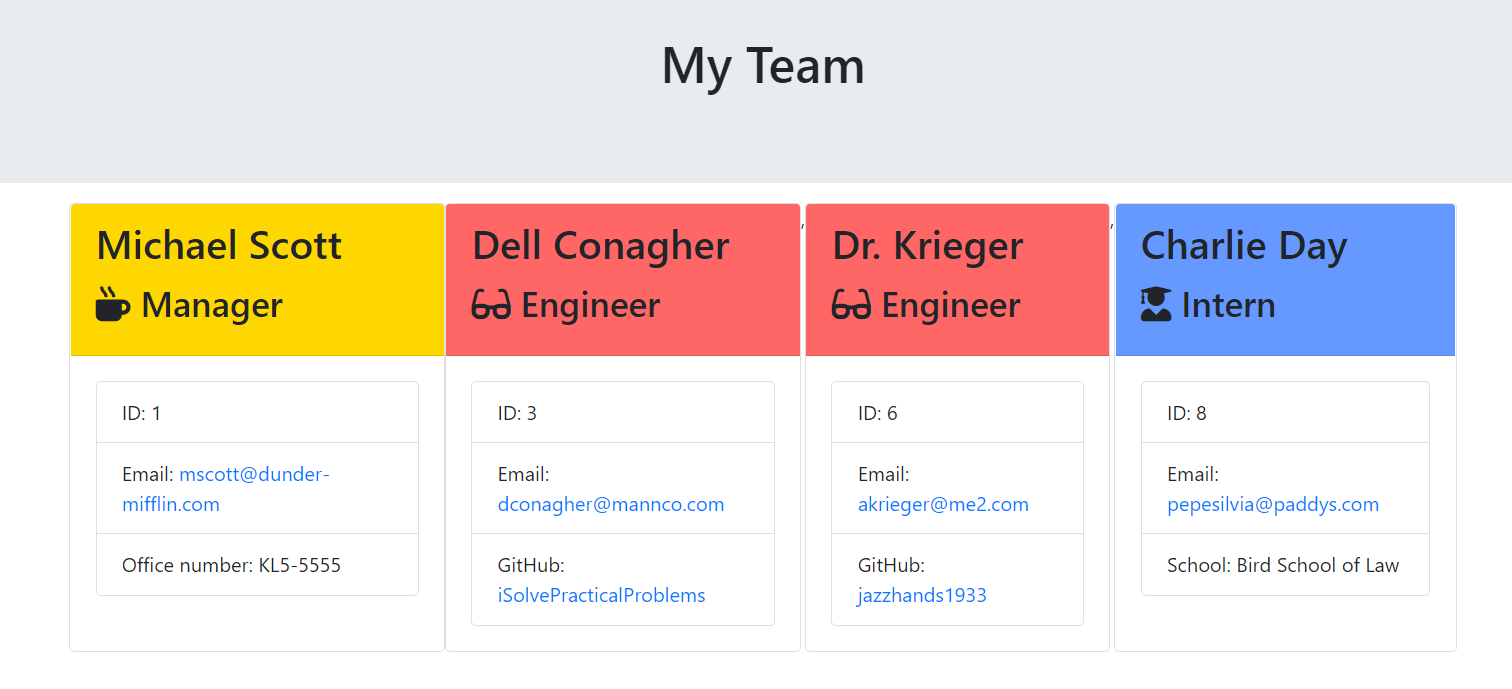 My Team
Michael Scott
Manager
ID: 1
Email: mscott@dunder-
mifflin.com
Office number: KL5-5555
,
Dell Conagher
Engineer
ID: 3
Email:
dconagher@mannco.com
GitHub:
iSolvePracticalProblems
,
Dr. Krieger
Engineer
ID: 6
Email:
akrieger@me2.com
GitHub:
jazzhands1933
Charlie Day
Intern
ID: 8
Email:
pepesilvia@paddys.com
School: Bird School of Law